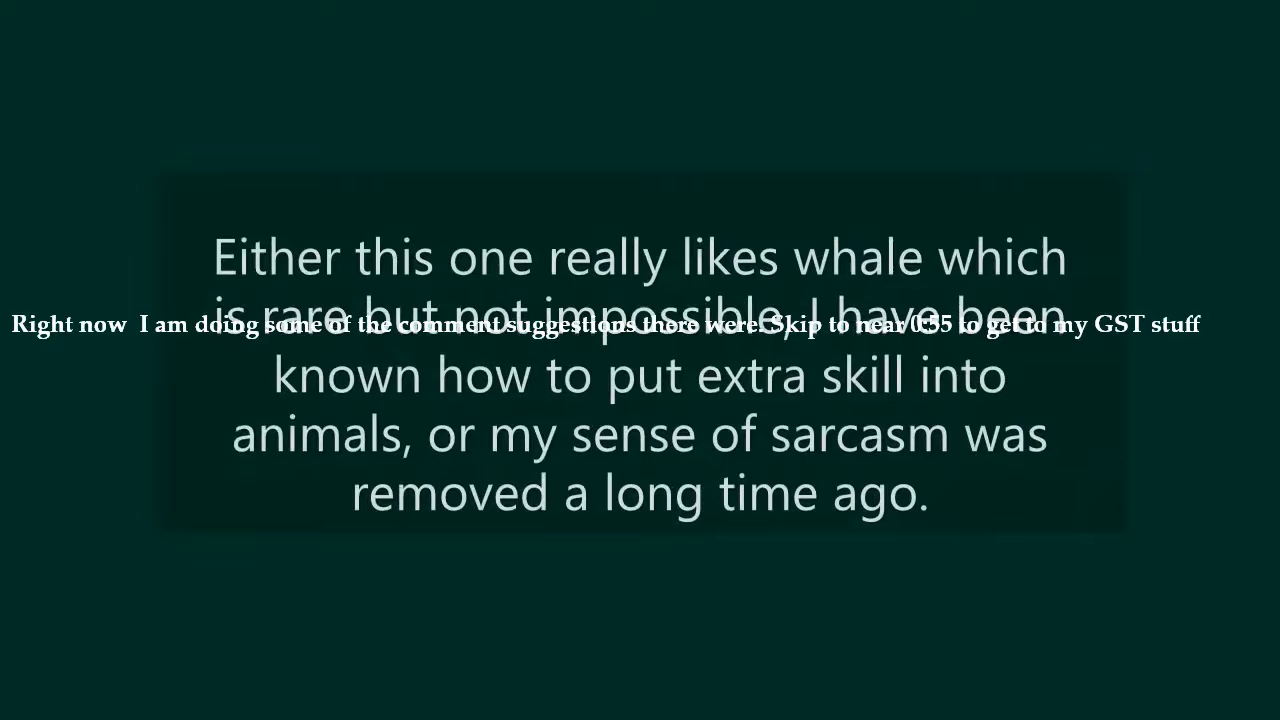 Either this one really likes whale which
is rare but not impossible, I have been
Right now I am doing some of the comment suggestions there were. Skip to near 0:55 to get to my GST stuff
known how to put extra skill into
animals, or my sense of sarcasm was
removed a long time ago.